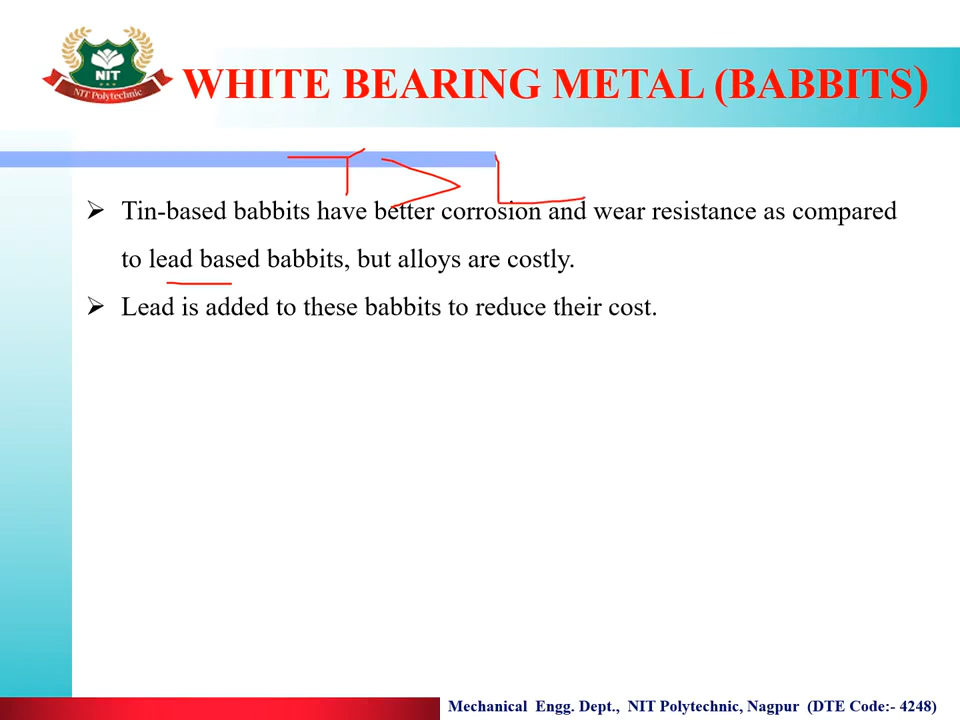 NIT
NIT Polytechnic
WHITE BEARING METAL (BABBITS)
T > L
➢ Tin-based babbits have better corrosion and wear resistance as compared
to lead based babbits, but alloys are costly.
➢ Lead is added to these babbits to reduce their cost.
Mechanical Engg. Dept., NIT Polytechnic, Nagpur (DTE Code:- 4248)